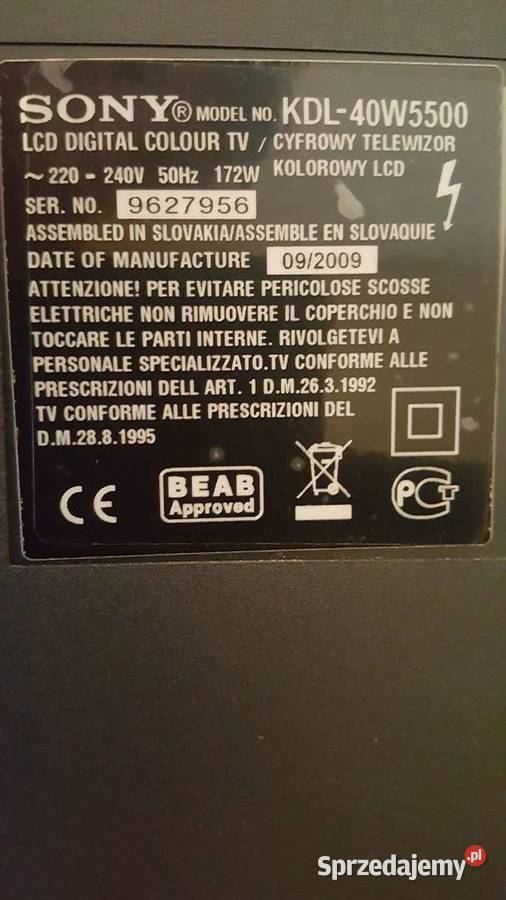 SONY® MODEL NO. KDL-40W5500
LCD DIGITAL COLOUR TV / CYFROWY TELEWIZOR
~220 - 240V 50Hz 172W KOLOROWY LCD
SER. NO. 9627956
ASSEMBLED IN SLOVAKIA/ASSEMBLE EN SLOVAQUIE
DATE OF MANUFACTURE 09/2009
ATTENZIONE! PER EVITARE PERICOLOSE SCOSSE
ELETTRICHE NON RIMUOVERE IL COPERCHIO E NON
TOCCARE LE PARTI INTERNE. RIVOLGETEVI A
PERSONALE SPECIALIZZATO.TV CONFORME ALLE
PRESCRIZIONI DELL ART. 1 D.M.26.3.1992
TV CONFORME ALLE PRESCRIZIONI DEL
D.M.28.8.1995
CE
BEAB
Approved
РСТ
Sprzedajemy.pl